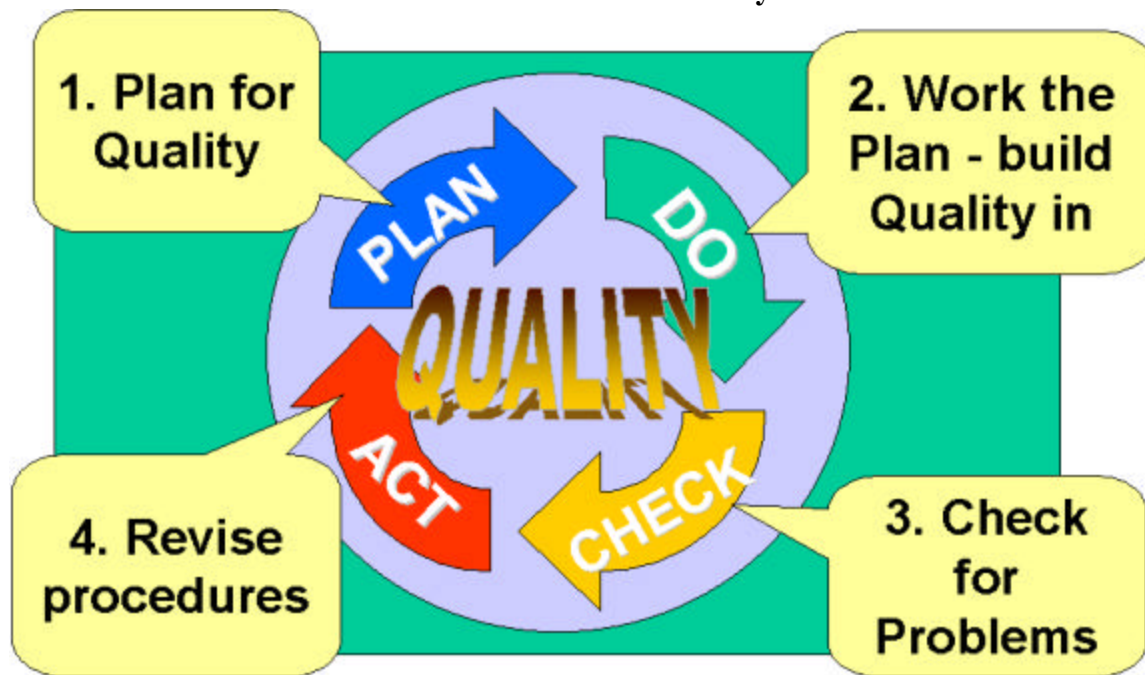 1. Plan for
Quality
2. Work the
Plan - build
Quality in
PLAN
DO
QUALITY
ACT
CHECK
4. Revise
procedures
3. Check
for
Problems